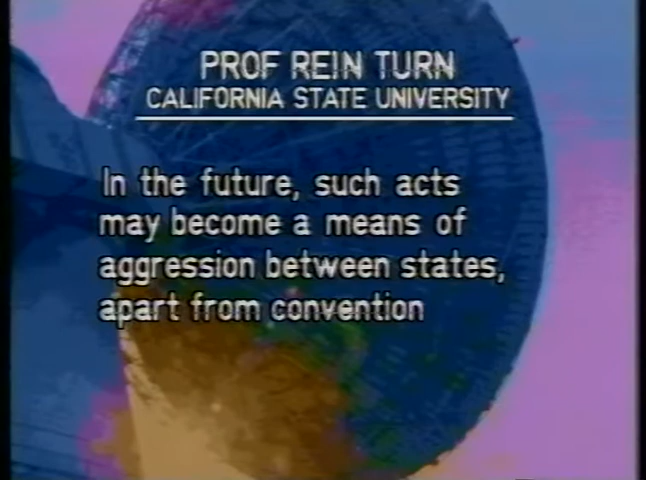 PROF REIN TURN
CALIFORNIA STATE UNIVERSITY
In the future, such acts
may become a means of
aggression between states,
apart from convention